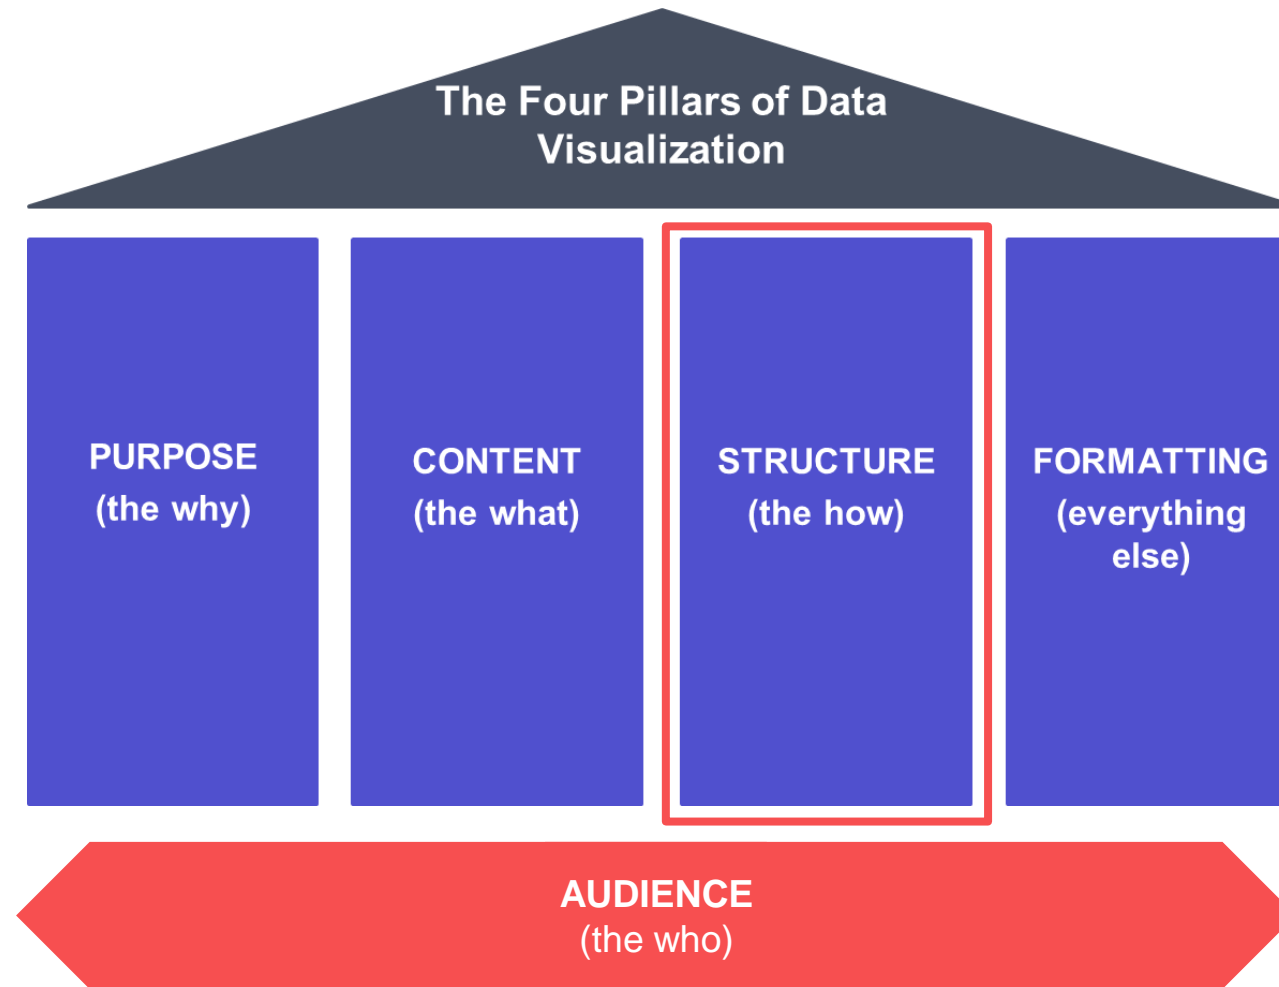 The Four Pillars of Data
Visualization
PURPOSE
(the why)
CONTENT
(the what)
STRUCTURE
(the how)
FORMATTING
(everything
else)
AUDIENCE
(the who)